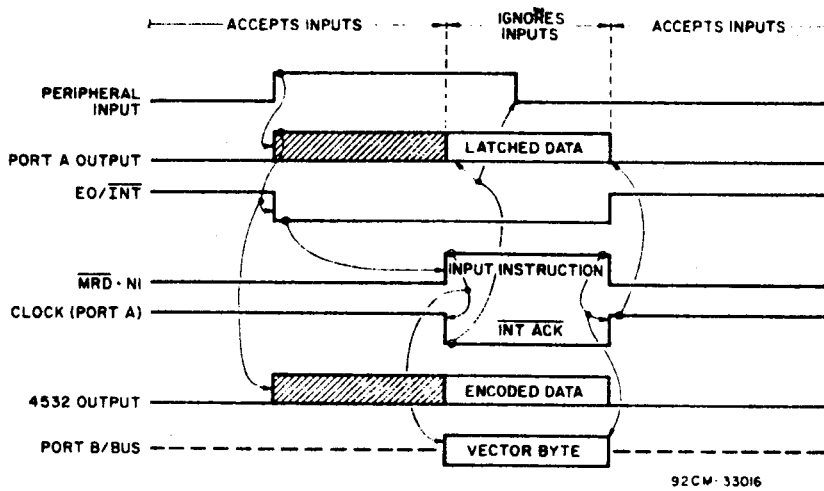 ACCEPTS INPUTS
IGNORES
INPUTS
ACCEPTS INPUTS
PERIPHERAL
INPUT
PORT A OUTPUT
LATCHED DATA
EO/INT
MRD · NI
INPUT INSTRUCTION
CLOCK (PORT A)
INT ACK
4532 OUTPUT
ENCODED DATA
PORT B/BUS
VECTOR BYTE
92CM-33016